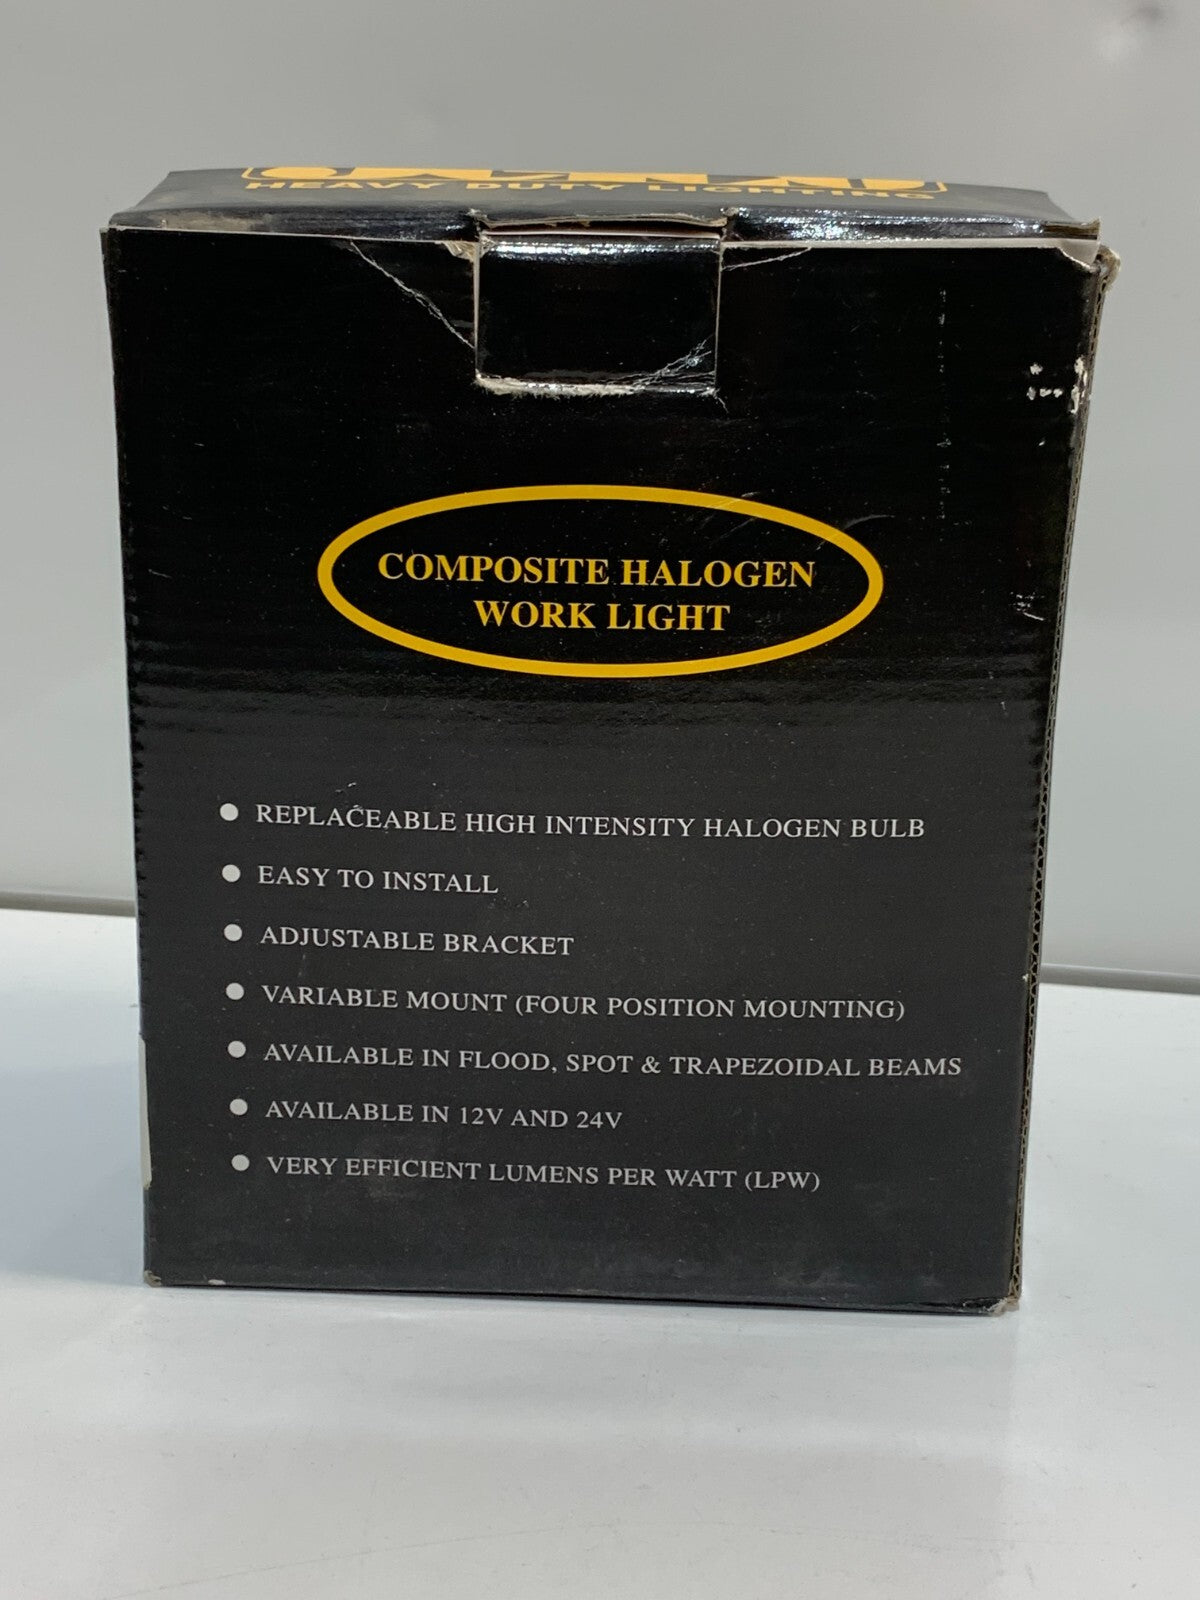 HEAVY DUTY LIGHTING
COMPOSITE HALOGEN
WORK LIGHT
● REPLACEABLE HIGH INTENSITY HALOGEN BULB
● EASY TO INSTALL
● ADJUSTABLE BRACKET
● VARIABLE MOUNT (FOUR POSITION MOUNTING)
● AVAILABLE IN FLOOD, SPOT & TRAPEZOIDAL BEAMS
● AVAILABLE IN 12V AND 24V
● VERY EFFICIENT LUMENS PER WATT (LPW)